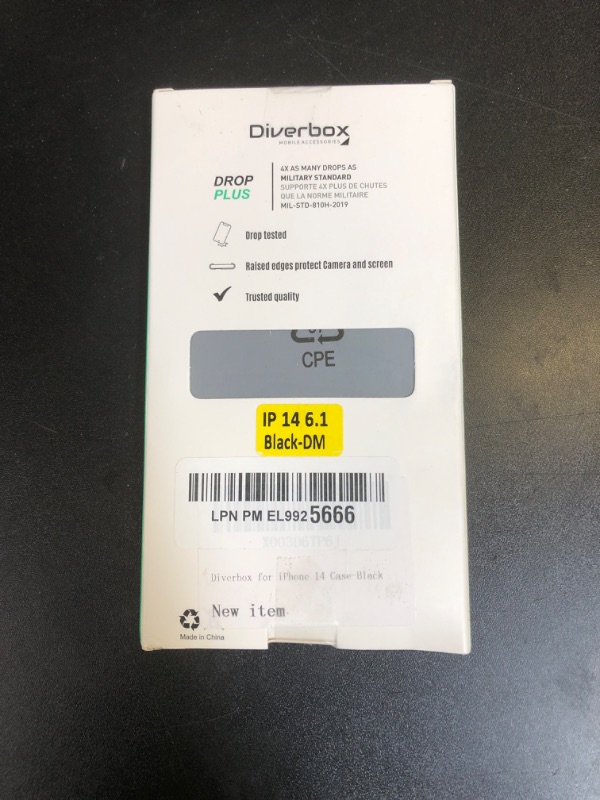 Diverbox
MOBILE ACCESSORIES
DROP
PLUS
4X AS MANY DROPS AS
MILITARY STANDARD
SUPPORTE 4X PLUS DE CHUTES
QUE LA NORME MILITAIRE
MIL-STD-810H-2019
Drop tested
Raised edges protect Camera and screen
Trusted quality
CPE
IP 14 6.1
Black-DM
LPN PM EL992 5666
Diverbox for iPhone 14 Case-Black
New item
Made in China